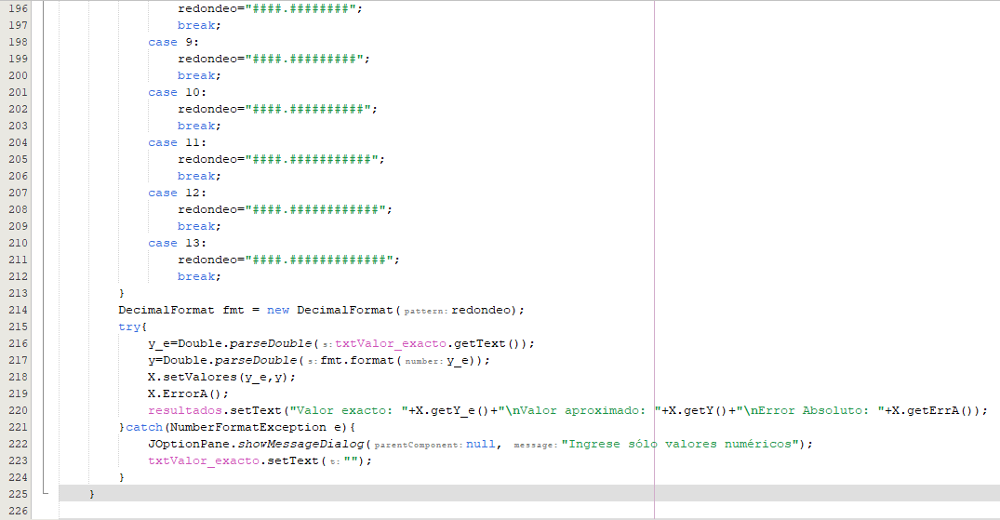 196 redondeo="####.########";
197 break;
198 case 9:
199 redondeo="####.#########";
200 break;
201 case 10:
202 redondeo="####.##########";
203 break;
204 case 11:
205 redondeo="####.###########";
206 break;
207 case 12:
208 redondeo="####.############";
209 break;
210 case 13:
211 redondeo="####.#############";
212 break;
213 }
214 DecimalFormat fmt = new DecimalFormat( pattern: redondeo);
215 try{
216 y_e=Double.parseDouble( s: txtValor_exacto.getText());
217 y=Double.parseDouble( s: fmt.format( number: y_e));
218 X.setValores(y_e,y);
219 X.ErrorA();
220 resultados.setText("Valor exacto: "+X.getY_e()+"\nValor aproximado: "+X.getY()+"\nError Absoluto: "+X.getErrA());
221 }catch(NumberFormatException e){
222 JOptionPane.showMessageDialog( parentComponent: null, message: "Ingrese sólo valores numéricos");
223 txtValor_exacto.setText( t: "");
224 }
225 }
226